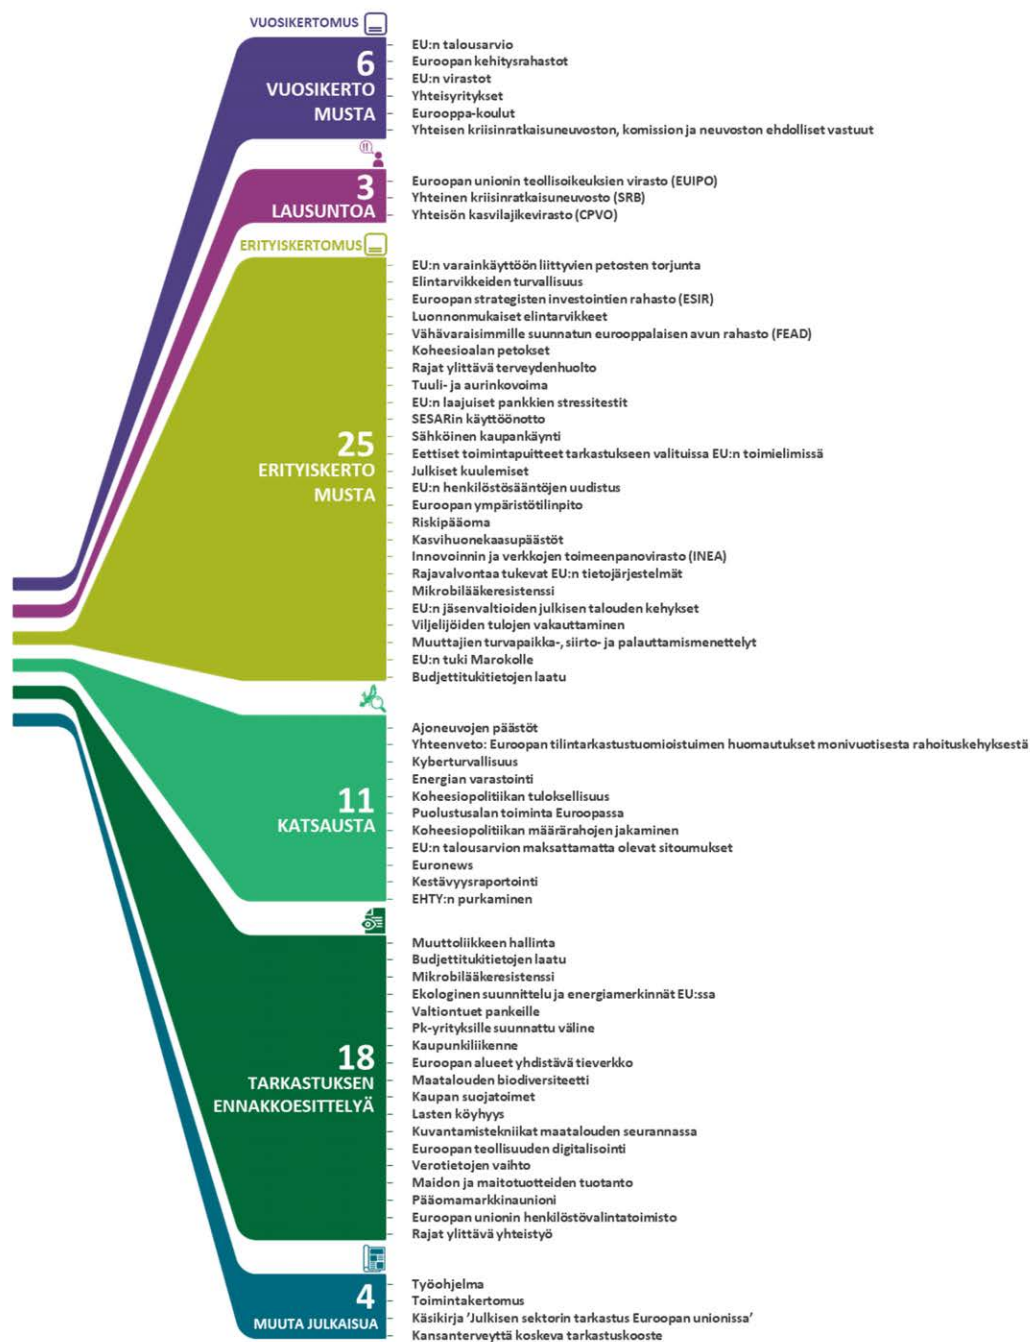 VUOSIKERTOMUS
6
VUOSIKERTO
MUSTA
EU:n talousarvio
Euroopan kehitysrahastot
EU:n virastot
Yhteisyritykset
Eurooppa-koulut
Yhteisen kriisinratkaisuneuvoston, komission ja neuvoston ehdolliset vastuut
3
LAUSUNTOA
Euroopan unionin teollisoikeuksien virasto (EUIPO)
Yhteinen kriisinratkaisuneuvosto (SRB)
Yhteisön kasvilajikevirasto (CPVO)
ERITYISKERTOMUS
25
ERITYISKERTO
MUSTA
EU:n varainkäyttöön liittyvien petosten torjunta
Elintarvikkeiden turvallisuus
Euroopan strategisten investointien rahasto (ESIR)
Luonnonmukaiset elintarvikkeet
Vähävaraisimmille suunnatun eurooppalaisen avun rahasto (FEAD)
Koheesioalan petokset
Rajat ylittävä terveydenhuolto
Tuuli- ja aurinkovoima
EU:n laajuiset pankkien stressitestit
SESARin käyttöönotto
Sähköinen kaupankäynti
Eettiset toimintapuitteet tarkastukseen valituissa EU:n toimielimissä
Julkiset kuulemiset
EU:n henkilöstösääntöjen uudistus
Euroopan ympäristötilinpito
Riskipääoma
Kasvihuonekaasupäästöt
Innovoinnin ja verkkojen toimeenpanovirasto (INEA)
Rajavalvontaa tukevat EU:n tietojärjestelmät
Mikrobilääkeresistenssi
EU:n jäsenvaltioiden julkisen talouden kehykset
Viljelijöiden tulojen vakauttaminen
Muuttajien turvapaikka-, siirto- ja palauttamismenettelyt
EU:n tuki Marokolle
Budjettitukitietojen laatu
11
KATSAUSTA
Ajoneuvojen päästöt
Yhteenveto: Euroopan tilintarkastustuomioistuimen huomautukset monivuotisesta rahoituskehyksestä
Kyberturvallisuus
Energian varastointi
Koheesiopolitiikan tuloksellisuus
Puolustusalan toiminta Euroopassa
Koheesiopolitiikan määrärahojen jakaminen
EU:n talousarvion maksattamatta olevat sitoumukset
Euronews
Kestävyysraportointi
EHTY:n purkaminen
18
TARKASTUKSEN
ENNAKKOESITTELYÄ
Muuttoliikkeen hallinta
Budjettitukitietojen laatu
Mikrobilääkeresistenssi
Ekologinen suunnittelu ja energiamerkinnät EU:ssa
Valtiontuet pankeille
Pk-yrityksille suunnattu väline
Kaupunkiliikenne
Euroopan alueet yhdistävä tieverkko
Maatalouden biodiversiteetti
Kaupan suojatoimet
Lasten köyhyys
Kuvantamistekniikat maatalouden seurannassa
Euroopan teollisuuden digitalisointi
Verotietojen vaihto
Maidon ja maitotuotteiden tuotanto
Pääomamarkkinaunioni
Euroopan unionin henkilöstövalintatoimisto
Rajat ylittävä yhteistyö
4
MUUTA JULKAISUA
Työohjelma
Toimintakertomus
Käsikirja ’Julkisen sektorin tarkastus Euroopan unionissa’
Kansanterveyttä koskeva tarkastuskooste